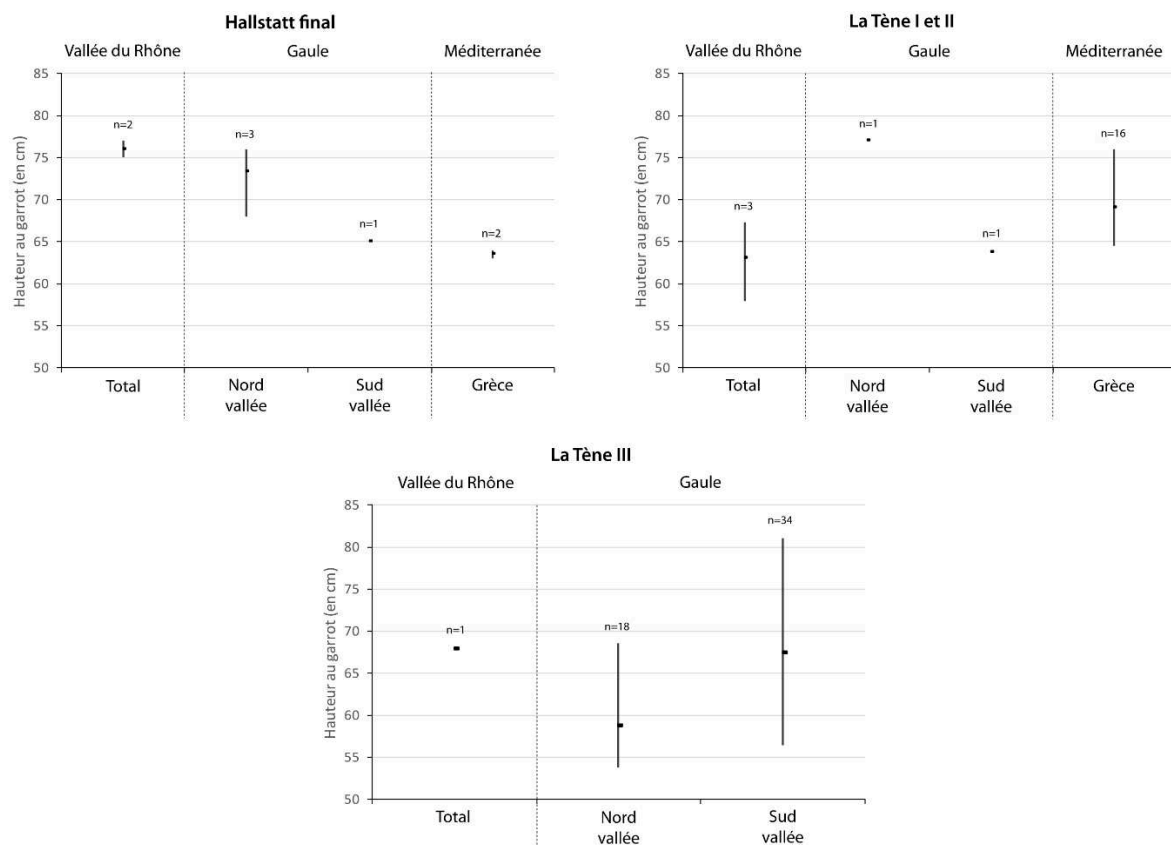 Hallstatt final
Vallée du Rhône Gaule Méditerranée
Hauteur au garrot (en cm)
85
80
75
70
65
60
55
50
n=2
n=3
n=1
n=2
Total Nord vallée Sud vallée Grèce
La Tène I et II
Vallée du Rhône Gaule Méditerranée
Hauteur au garrot (en cm)
85
80
75
70
65
60
55
50
n=3
n=1
n=1
n=16
Total Nord vallée Sud vallée Grèce
La Tène III
Vallée du Rhône Gaule
Hauteur au garrot (en cm)
85
80
75
70
65
60
55
50
n=1
n=18
n=34
Total Nord vallée Sud vallée